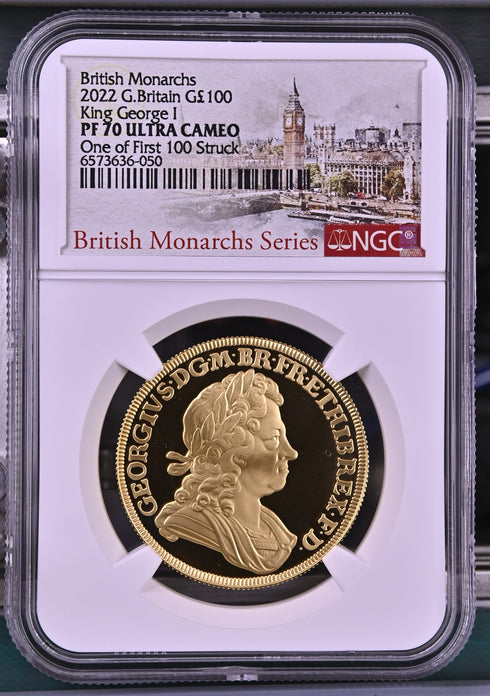 British Monarchs
2022 G.Britain G£100
King George I
PF 70 ULTRA CAMEO
One of First 100 Struck
6573636-050
British Monarchs Series NGC®
GEORGIVS·D·G·M·BR·FR·ET·HIB·REX·F·D·